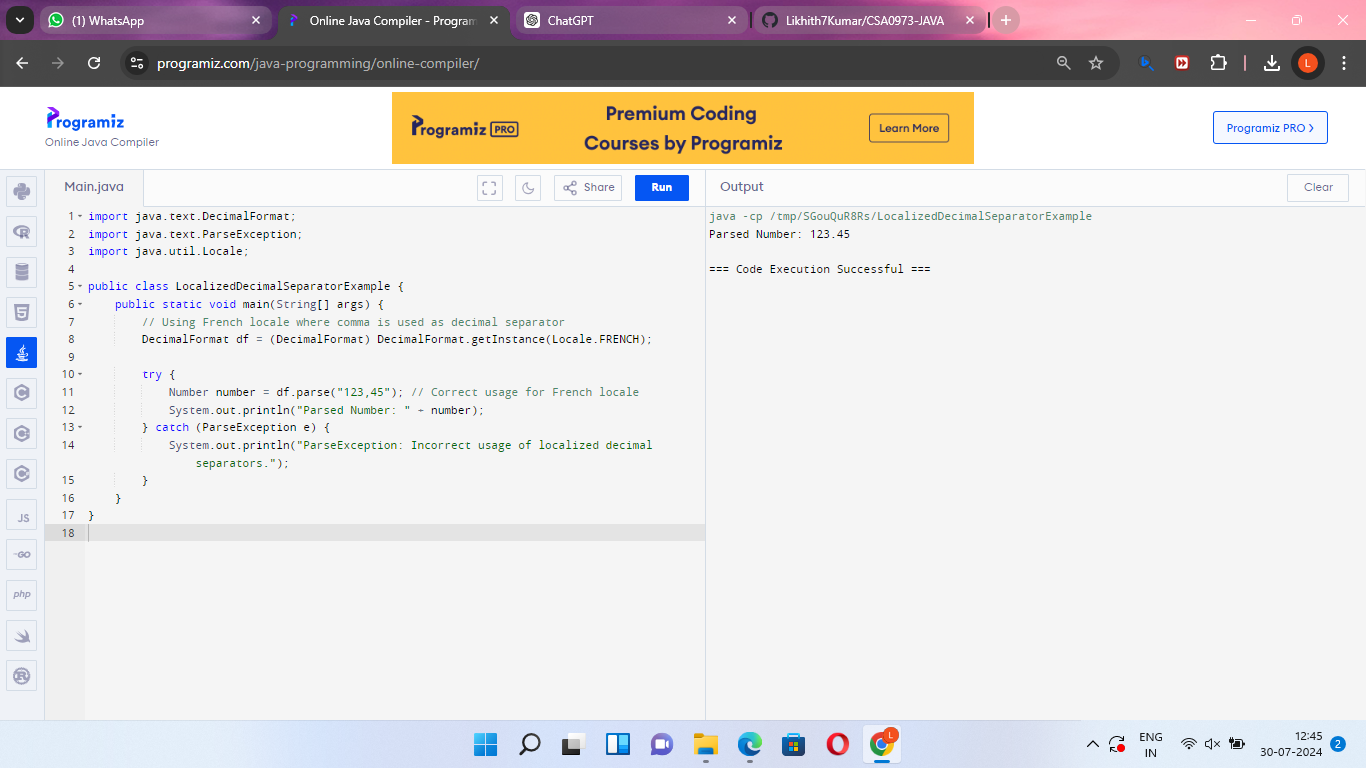 (1) WhatsApp
Online Java Compiler - Program
ChatGPT
Likhith7Kumar/CSA0973-JAVA
programiz.com/java-programming/online-compiler/
L
Programiz
Online Java Compiler
Programiz PRO
Premium Coding
Courses by Programiz
Learn More
Programiz PRO >
Main.java
Share
Run
Output
Clear
1 import java.text.DecimalFormat;
2 import java.text.ParseException;
3 import java.util.Locale;
4
5 public class LocalizedDecimalSeparatorExample {
6 public static void main(String[] args) {
7 // Using French locale where comma is used as decimal separator
8 DecimalFormat df = (DecimalFormat) DecimalFormat.getInstance(Locale.FRENCH);
9
10 try {
11 Number number = df.parse("123,45"); // Correct usage for French locale
12 System.out.println("Parsed Number: " + number);
13 } catch (ParseException e) {
14 System.out.println("ParseException: Incorrect usage of localized decimal
separators.");
15 }
16 }
17 }
18
java -cp /tmp/SGouQuR8Rs/LocalizedDecimalSeparatorExample
Parsed Number: 123.45
=== Code Execution Successful ===
JS
GO
php
L
ENG
IN
12:45
30-07-2024
2